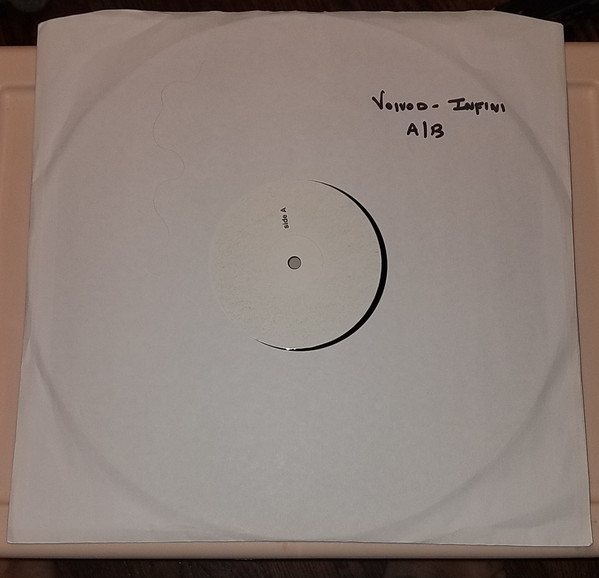 VOIVOD - INFINI
A/B
side A